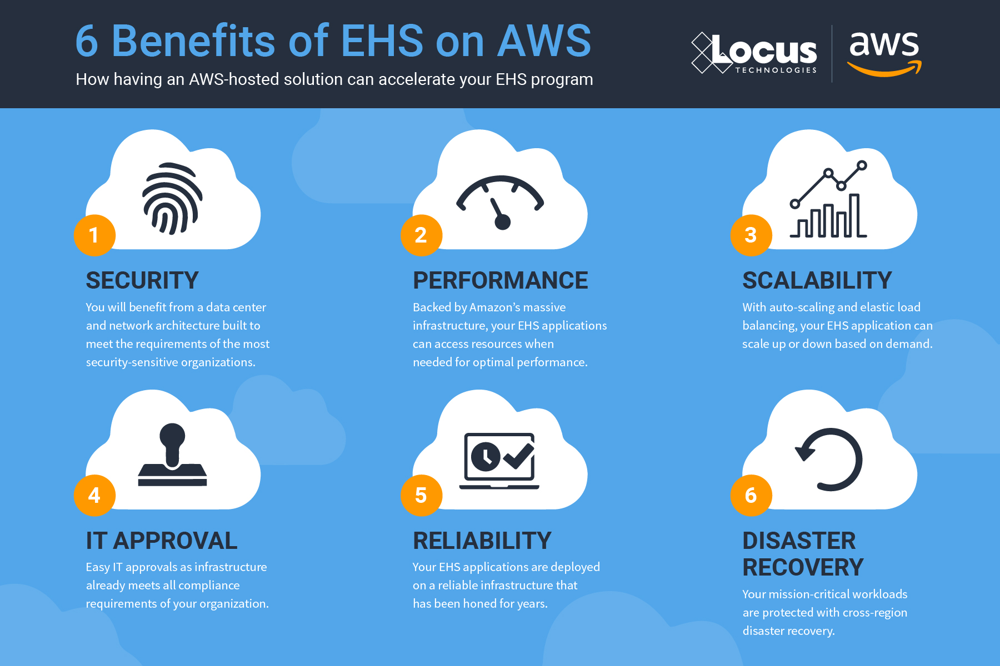 6 Benefits of EHS on AWS
How having an AWS-hosted solution can accelerate your EHS program
Locus
TECHNOLOGIES
aws
1
SECURITY
You will benefit from a data center
and network architecture built to
meet the requirements of the most
security-sensitive organizations.
2
PERFORMANCE
Backed by Amazon's massive
infrastructure, your EHS applications
can access resources when
needed for optimal performance.
3
SCALABILITY
With auto-scaling and elastic load
balancing, your EHS application can
scale up or down based on demand.
4
IT APPROVAL
Easy IT approvals as infrastructure
already meets all compliance
requirements of your organization.
5
RELIABILITY
Your EHS applications are deployed
on a reliable infrastructure that
has been honed for years.
6
DISASTER
RECOVERY
Your mission-critical workloads
are protected with cross-region
disaster recovery.